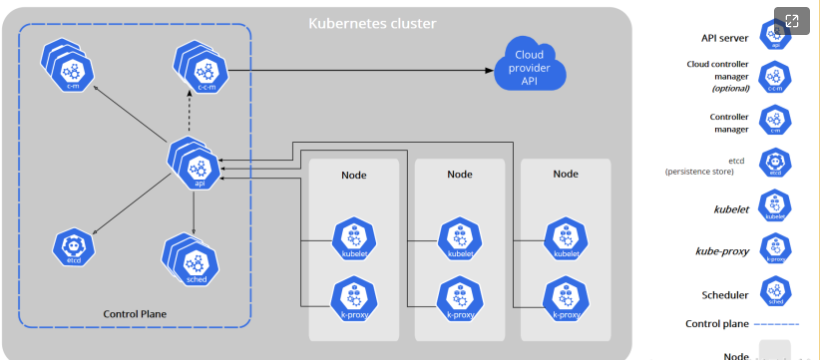 Kubernetes cluster
c-m
c-c-m
Cloud
provider
API
api
Node
Node
Node
etcd
sched
kubelet
kubelet
kubelet
k-proxy
k-proxy
k-proxy
Control Plane
API server
api
Cloud controller
manager
(optional)
c-c-m
Controller
manager
c-m
etcd
(persistence store)
etcd
kubelet
kubelet
kube-proxy
k-proxy
Scheduler
sched
Control plane
Node